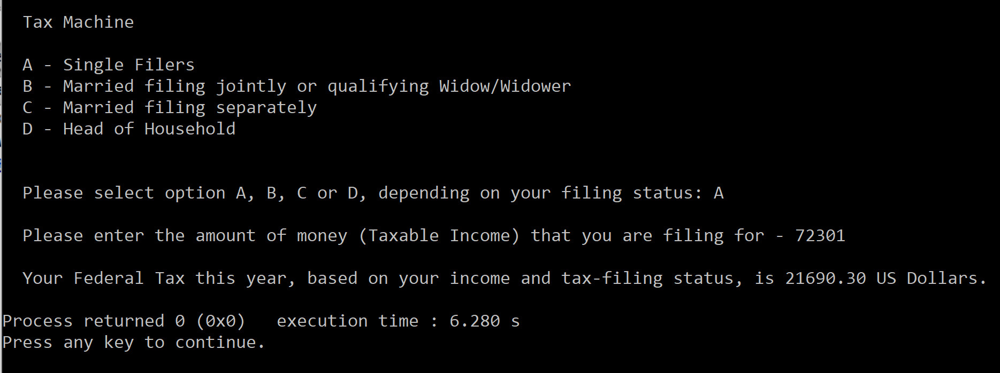 Tax Machine
A - Single Filers
B - Married filing jointly or qualifying Widow/Widower
C - Married filing separately
D - Head of Household
Please select option A, B, C or D, depending on your filing status: A
Please enter the amount of money (Taxable Income) that you are filing for - 72301
Your Federal Tax this year, based on your income and tax-filing status, is 21690.30 US Dollars.
Process returned 0 (0x0)   execution time : 6.280 s
Press any key to continue.